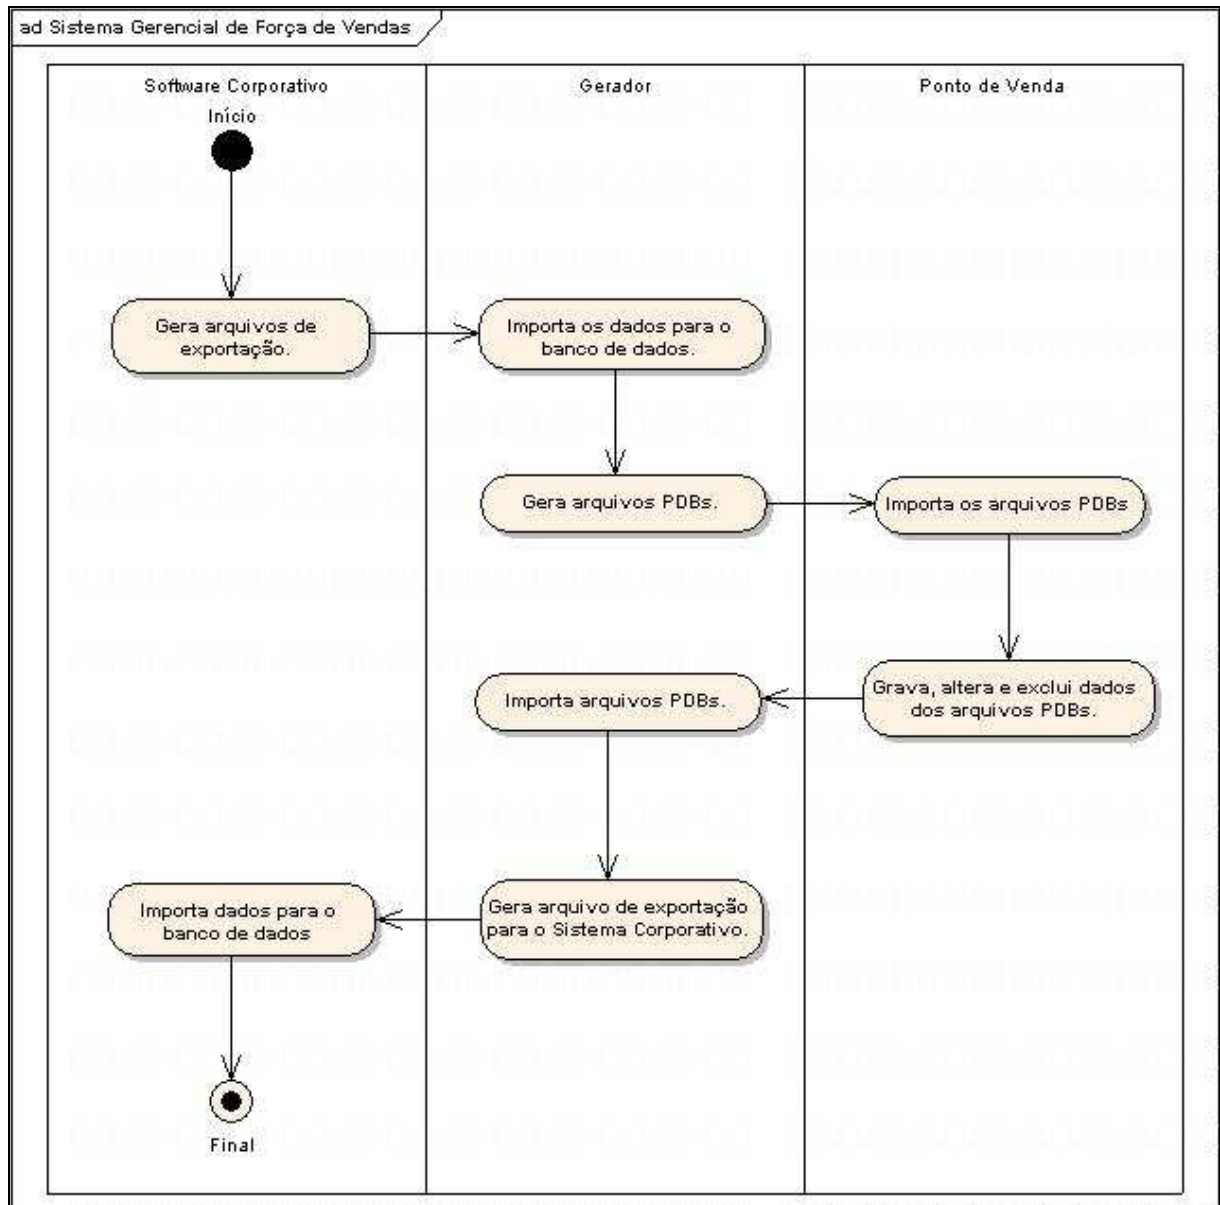 ad Sistema Gerencial de Força de Vendas
Software Corporativo
Gerador
Ponto de Venda
Início
Gera arquivos de
exportação.
Importa os dados para o
banco de dados.
Gera arquivos PDBs.
Importa os arquivos PDBs
Grava, altera e exclui dados
dos arquivos PDBs.
Importa arquivos PDBs.
Gera arquivo de exportação
para o Sistema Corporativo.
Importa dados para o
banco de dados
Final